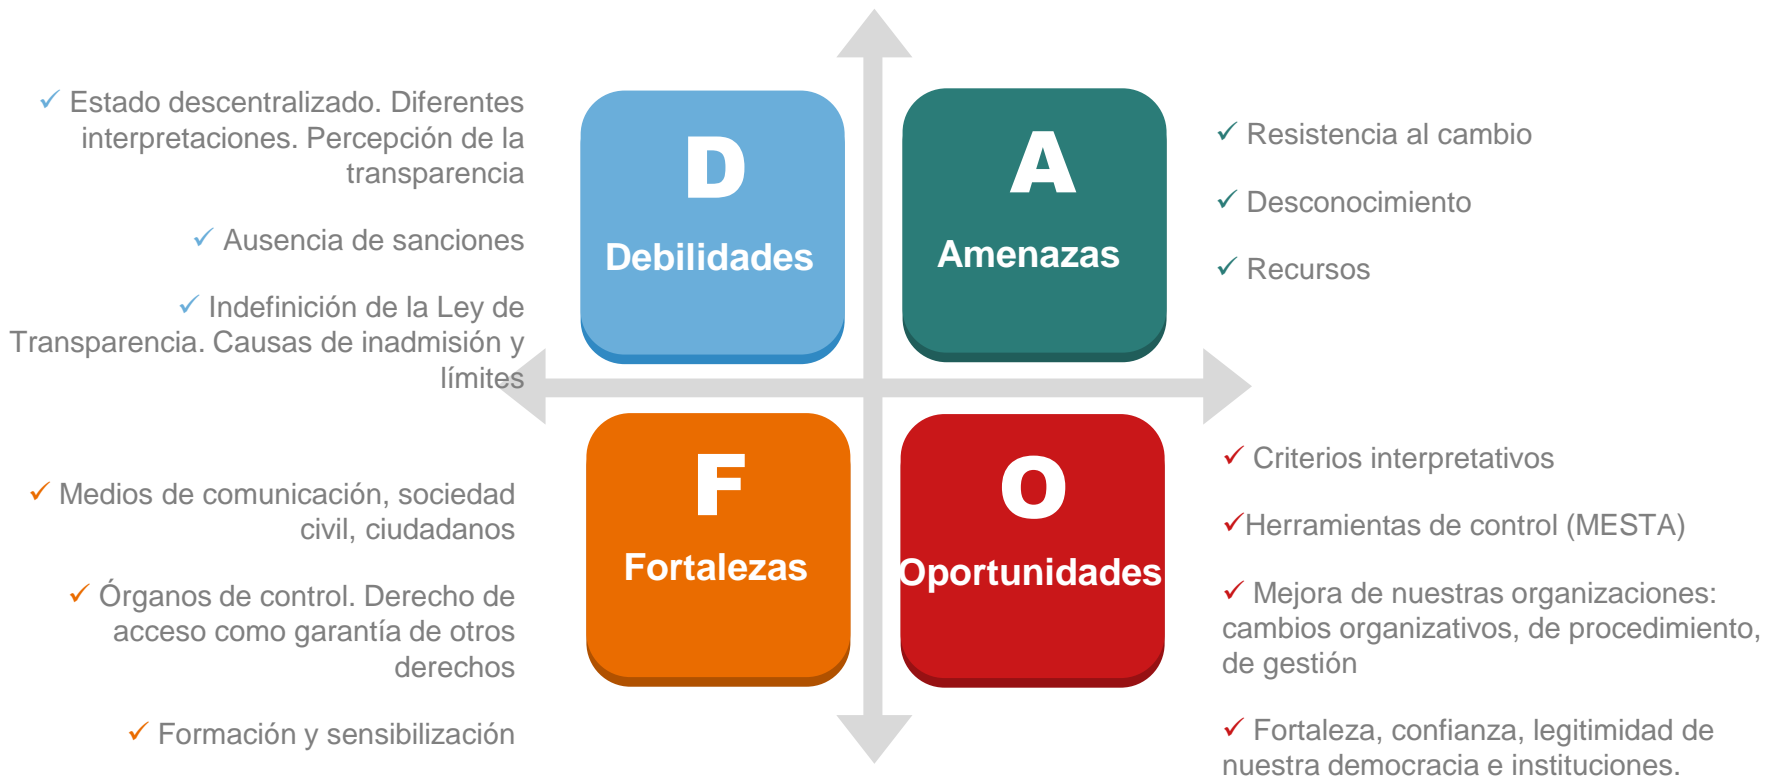 ✓ Estado descentralizado. Diferentes
interpretaciones. Percepción de la
transparencia
✓ Ausencia de sanciones
✓ Indefinición de la Ley de
Transparencia. Causas de inadmisión y
límites
D
Debilidades
A
Amenazas
✓ Resistencia al cambio
✓ Desconocimiento
✓ Recursos
✓ Medios de comunicación, sociedad
civil, ciudadanos
✓ Órganos de control. Derecho de
acceso como garantía de otros
derechos
✓ Formación y sensibilización
F
Fortalezas
O
Oportunidades
✓ Criterios interpretativos
✓Herramientas de control (MESTA)
✓ Mejora de nuestras organizaciones:
cambios organizativos, de procedimiento,
de gestión
✓ Fortaleza, confianza, legitimidad de
nuestra democracia e instituciones.